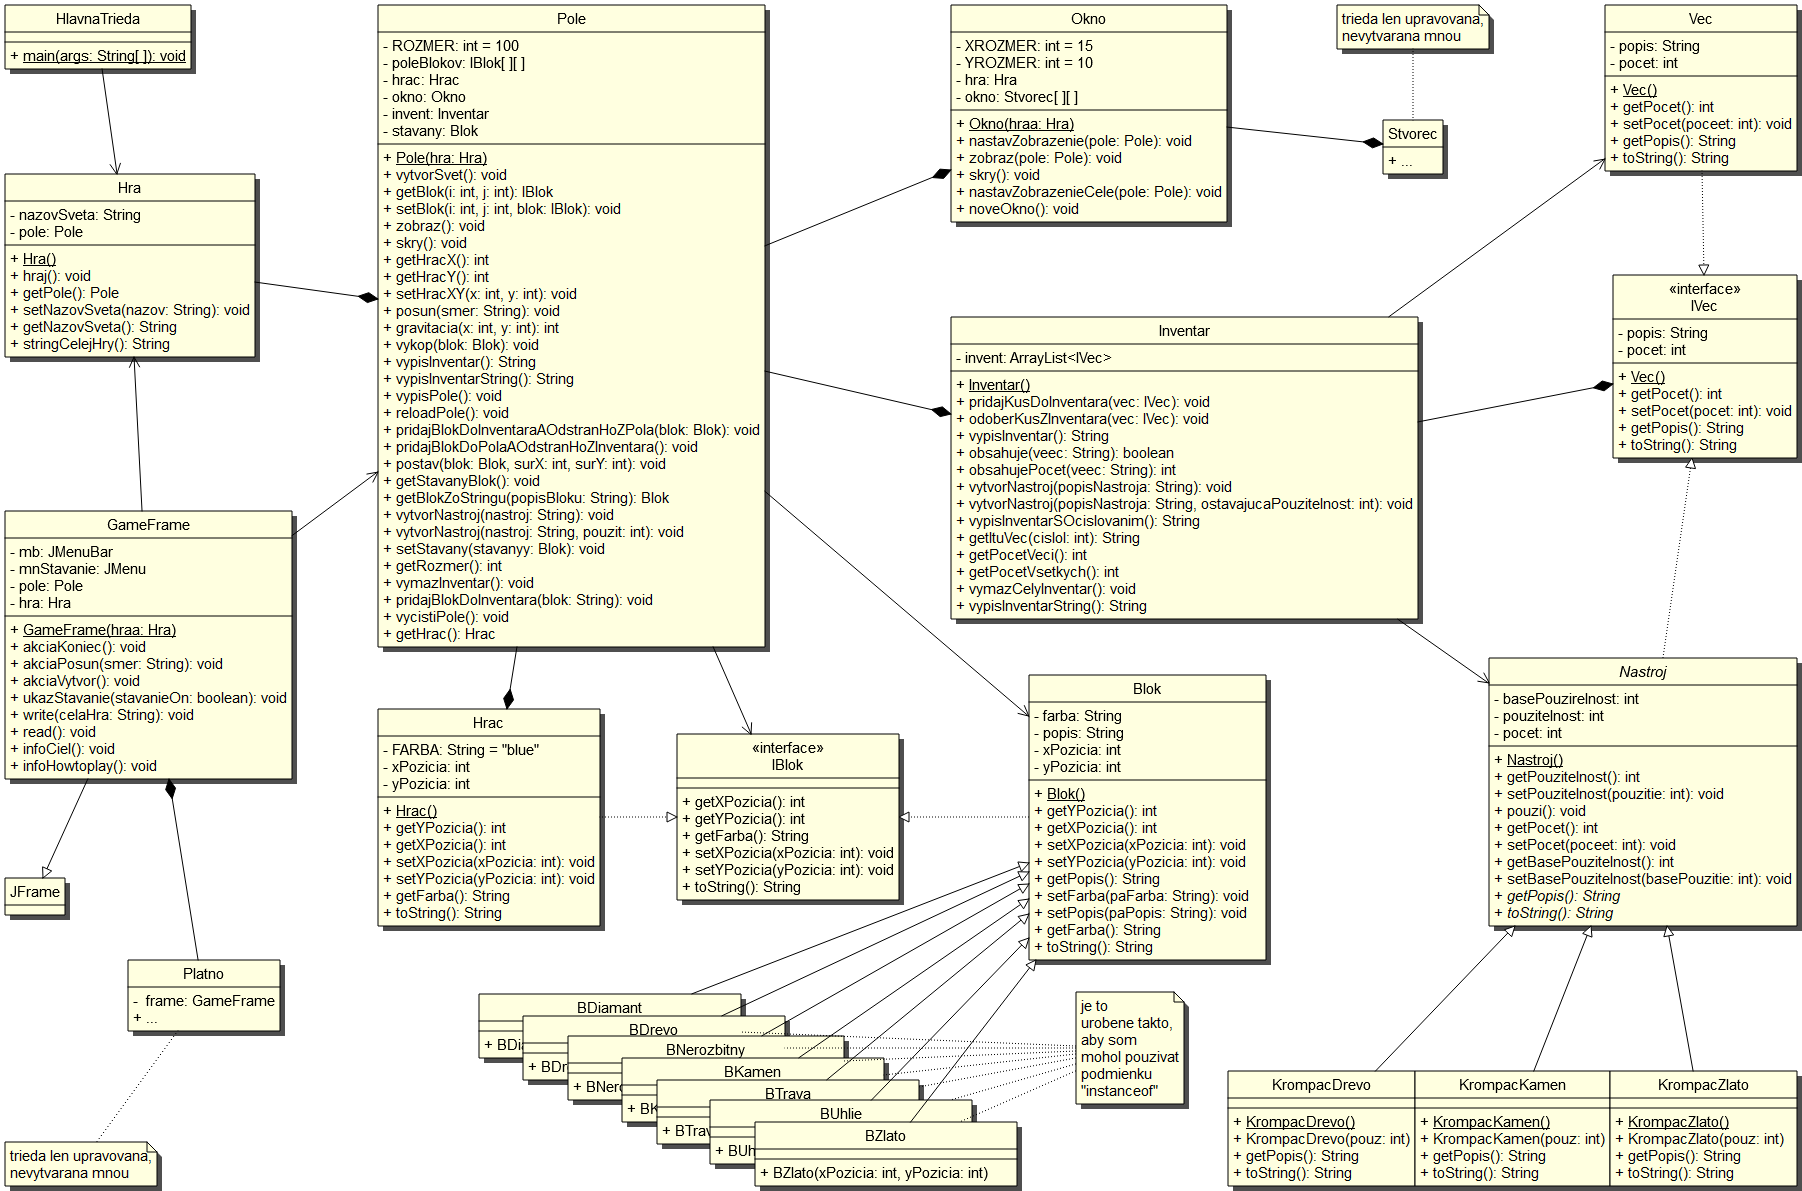 HlavnaTrieda
+ main(args: String[ ]): void
Hra
- nazovSveta: String
- pole: Pole
+ Hra()
+ hraj(): void
+ getPole(): Pole
+ setNazovSveta(nazov: String): void
+ getNazovSveta(): String
+ stringCelejHry(): String
GameFrame
- mb: JMenuBar
- mnStavanie: JMenu
- pole: Pole
- hra: Hra
+ GameFrame(hraa: Hra)
+ akciaKoniec(): void
+ akciaPosun(smer: String): void
+ akciaVytvor(): void
+ ukazStavanie(stavanieOn: boolean): void
+ write(celaHra: String): void
+ read(): void
+ infoCiel(): void
+ infoHowtoplay(): void
JFrame
Platno
- frame: GameFrame
+ ...
trieda len upravovana,
nevytvarana mnou
Pole
- ROZMER: int = 100
- poleBlokov: IBlok[ ][ ]
- hrac: Hrac
- okno: Okno
- invent: Inventar
- stavany: Blok
+ Pole(hra: Hra)
+ vytvorSvet(): void
+ getBlok(i: int, j: int): IBlok
+ setBlok(i: int, j: int, blok: IBlok): void
+ zobraz(): void
+ skry(): void
+ getHracX(): int
+ getHracY(): int
+ setHracXY(x: int, y: int): void
+ posun(smer: String): void
+ gravitacia(x: int, y: int): int
+ vykop(blok: Blok): void
+ vypisInventar(): String
+ vypisInventarString(): String
+ vypisPole(): void
+ reloadPole(): void
+ pridajBlokDoInventaraAOdstranHoZPola(blok: Blok): void
+ pridajBlokDoPolaAOdstranHoZInventara(): void
+ postav(blok: Blok, surX: int, surY: int): void
+ getStavanyBlok(): void
+ getBlokZoStringu(popisBloku: String): Blok
+ vytvorNastroj(nastroj: String): void
+ vytvorNastroj(nastroj: String, pouzit: int): void
+ setStavany(stavanyy: Blok): void
+ getRozmer(): int
+ vymazInventar(): void
+ pridajBlokDoInventara(blok: String): void
+ vycistiPole(): void
+ getHrac(): Hrac
Hrac
- FARBA: String = "blue"
- xPozicia: int
- yPozicia: int
+ Hrac()
+ getYPozicia(): int
+ getXPozicia(): int
+ setXPozicia(xPozicia: int): void
+ setYPozicia(yPozicia: int): void
+ getFarba(): String
+ toString(): String
«interface»
IBlok
+ getXPozicia(): int
+ getYPozicia(): int
+ getFarba(): String
+ setXPozicia(xPozicia: int): void
+ setYPozicia(yPozicia: int): void
+ toString(): String
Okno
- XROZMER: int = 15
- YROZMER: int = 10
- hra: Hra
- okno: Stvorec[ ][ ]
+ Okno(hraa: Hra)
+ nastavZobrazenie(pole: Pole): void
+ zobraz(pole: Pole): void
+ skry(): void
+ nastavZobrazenieCele(pole: Pole): void
+ noveOkno(): void
trieda len upravovana,
nevytvarana mnou
Stvorec
+ ...
Vec
- popis: String
- pocet: int
+ Vec()
+ getPocet(): int
+ setPocet(poceet: int): void
+ getPopis(): String
+ toString(): String
«interface»
IVec
- popis: String
- pocet: int
+ Vec()
+ getPocet(): int
+ setPocet(pocet: int): void
+ getPopis(): String
+ toString(): String
Inventar
- invent: ArrayList<IVec>
+ Inventar()
+ pridajKusDoInventara(vec: IVec): void
+ odoberKusZInventara(vec: IVec): void
+ vypisInventar(): String
+ obsahuje(veec: String): boolean
+ obsahujePocet(veec: String): int
+ vytvorNastroj(popisNastroja: String): void
+ vytvorNastroj(popisNastroja: String, ostavajucaPouzitelnost: int): void
+ vypisInventarSOcislovanim(): String
+ getItuVec(cisloI: int): String
+ getPocetVeci(): int
+ getPocetVsetkych(): int
+ vymazCelyInventar(): void
+ vypisInventarString(): String
Blok
- farba: String
- popis: String
- xPozicia: int
- yPozicia: int
+ Blok()
+ getYPozicia(): int
+ getXPozicia(): int
+ setXPozicia(xPozicia: int): void
+ setYPozicia(yPozicia: int): void
+ getPopis(): String
+ setFarba(paFarba: String): void
+ setPopis(paPopis: String): void
+ getFarba(): String
+ toString(): String
Nastroj
- basePouzirelnost: int
- pouzitelnost: int
- pocet: int
+ Nastroj()
+ getPouzitelnost(): int
+ setPouzitelnost(pouzitie: int): void
+ pouzi(): void
+ getPocet(): int
+ setPocet(poceet: int): void
+ getBasePouzitelnost(): int
+ setBasePouzitelnost(basePouzitie: int): void
+ getPopis(): String
+ toString(): String
BDiamant
+ BDia
BDrevo
+ BDr
BNerozbitny
+ BNero
BKamen
+ BK
BTrava
+ BTrav
BUhlie
+ BUh
BZlato
+ BZlato(xPozicia: int, yPozicia: int)
je to
urobene takto,
aby som
mohol pouzivat
podmienku
"instanceof"
KrompacDrevo
+ KrompacDrevo()
+ KrompacDrevo(pouz: int)
+ getPopis(): String
+ toString(): String
KrompacKamen
+ KrompacKamen()
+ KrompacKamen(pouz: int)
+ getPopis(): String
+ toString(): String
KrompacZlato
+ KrompacZlato()
+ KrompacZlato(pouz: int)
+ getPopis(): String
+ toString(): String